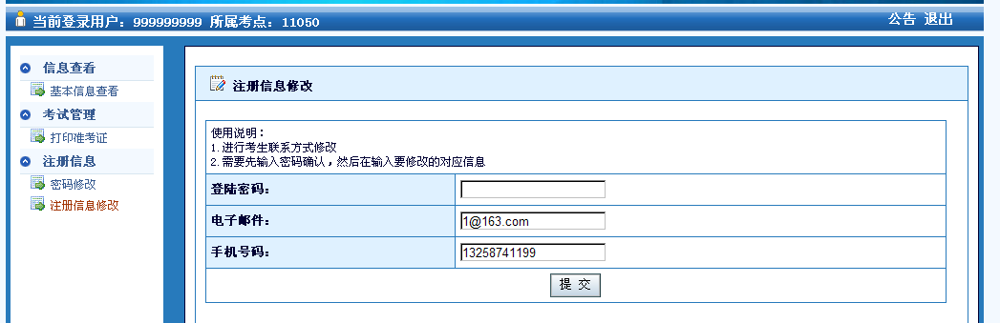 当前登录用户：999999999 所属考点：11050
公告 退出
信息查看
基本信息查看
考试管理
打印准考证
注册信息
密码修改
注册信息修改
注册信息修改
使用说明：
1.进行考生联系方式修改
2.需要先输入密码确认，然后在输入要修改的对应信息
登陆密码：
电子邮件：
1@163.com
手机号码：
13258741199
提 交